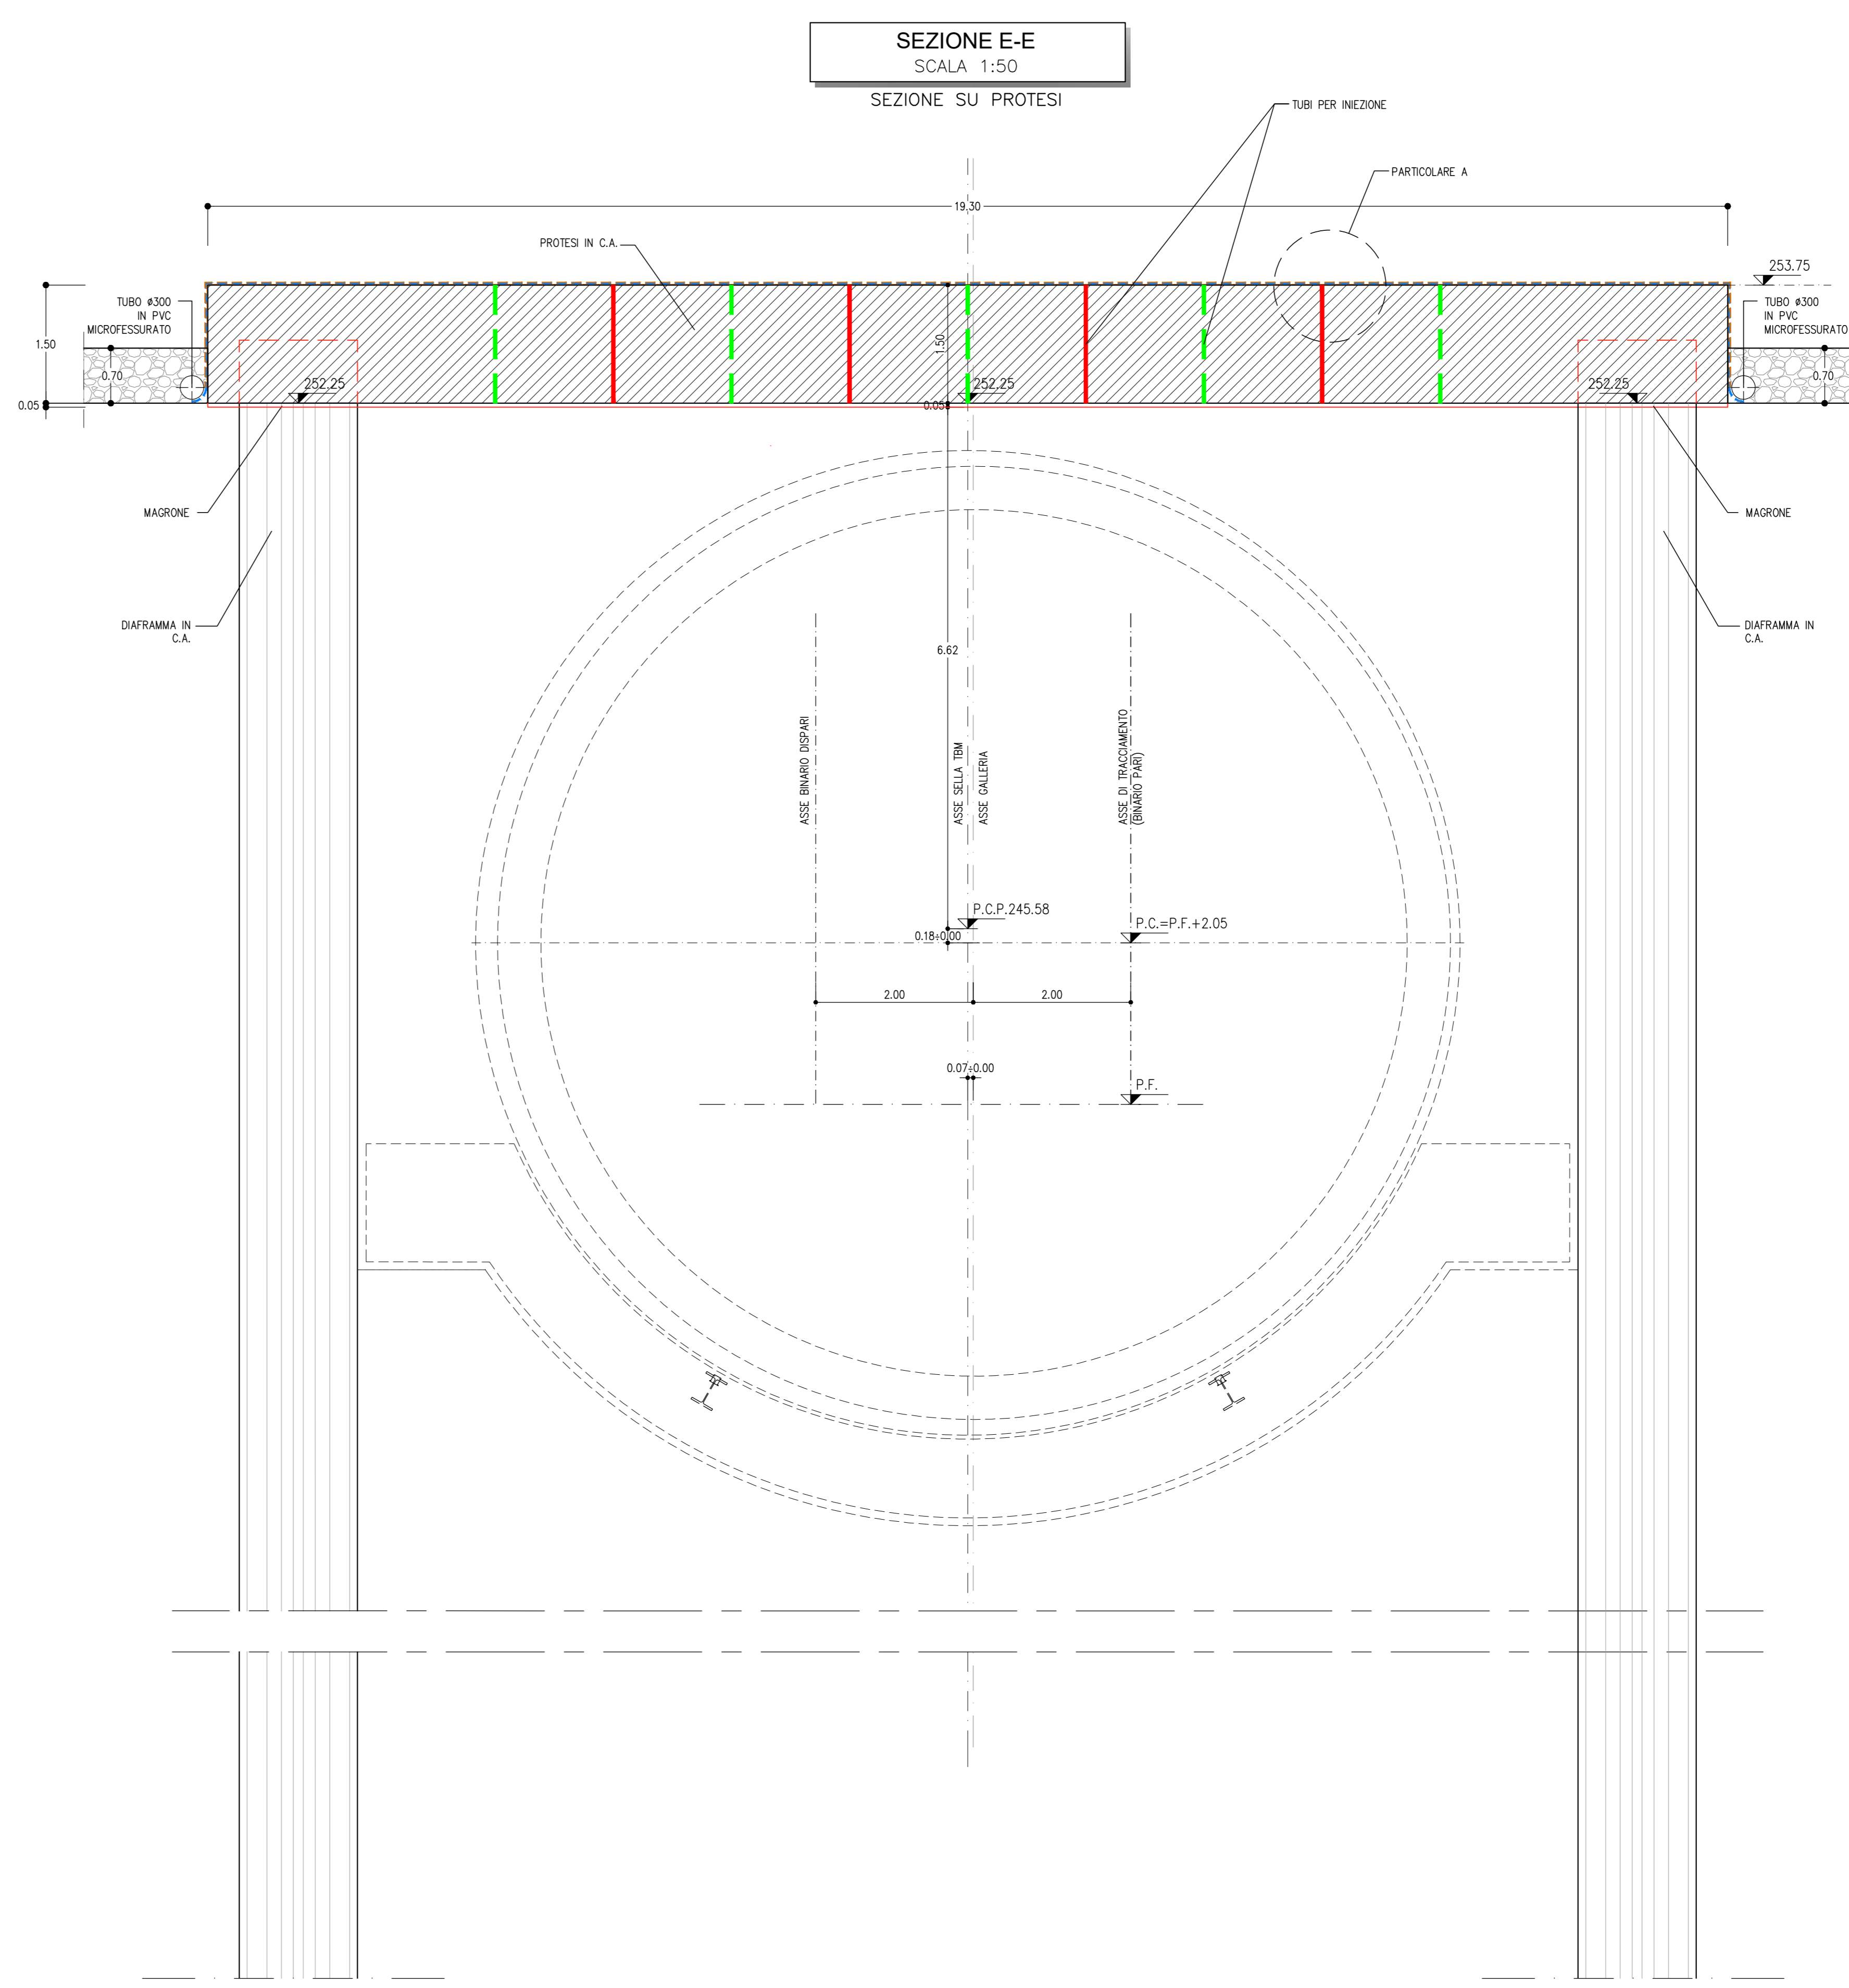 SEZIONE E-E
SCALA 1:50
SEZIONE SU PROTESI
TUBI PER INIEZIONE
PARTICOLARE A
19.30
PROTESI IN C.A.
253.75
TUBO ø300
IN PVC
MICROFESSURATO
TUBO ø300
IN PVC
MICROFESSURATO
1.50
1.50
0.70
0.70
252.25
252.25
252.25
0.05
0.05
MAGRONE
MAGRONE
DIAFRAMMA IN
C.A.
DIAFRAMMA IN
C.A.
6.62
ASSE BINARIO DISPARI
ASSE SELLA TBM
ASSE GALLERIA
ASSE DI TRACCIAMENTO
(BINARIO PARI)
P.C.P.245.58
P.C.=P.F.+2.05
0.18÷0.00
2.00
2.00
0.07÷0.00
P.F.